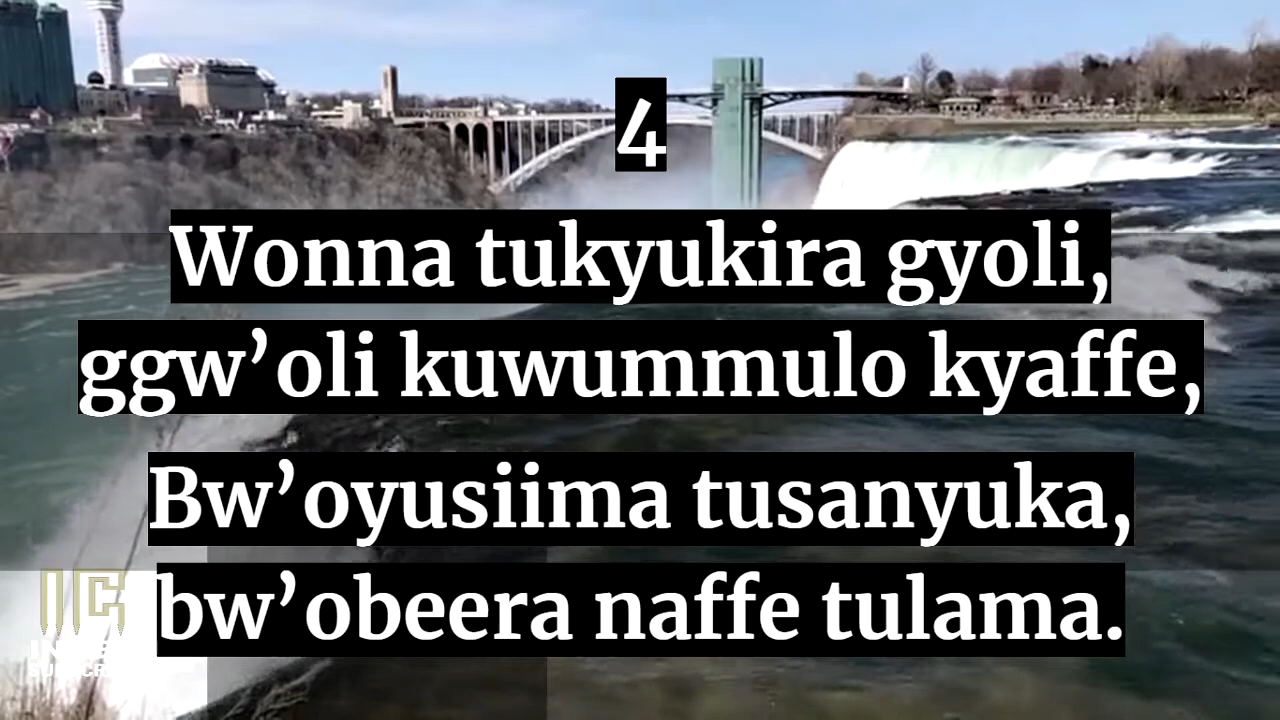 4
Wonna tukyukira gyoli,
ggw’oli kuwummulo kyaffe,
Bw’oyusiima tusanyuka,
bw’obeera naffe tulama.